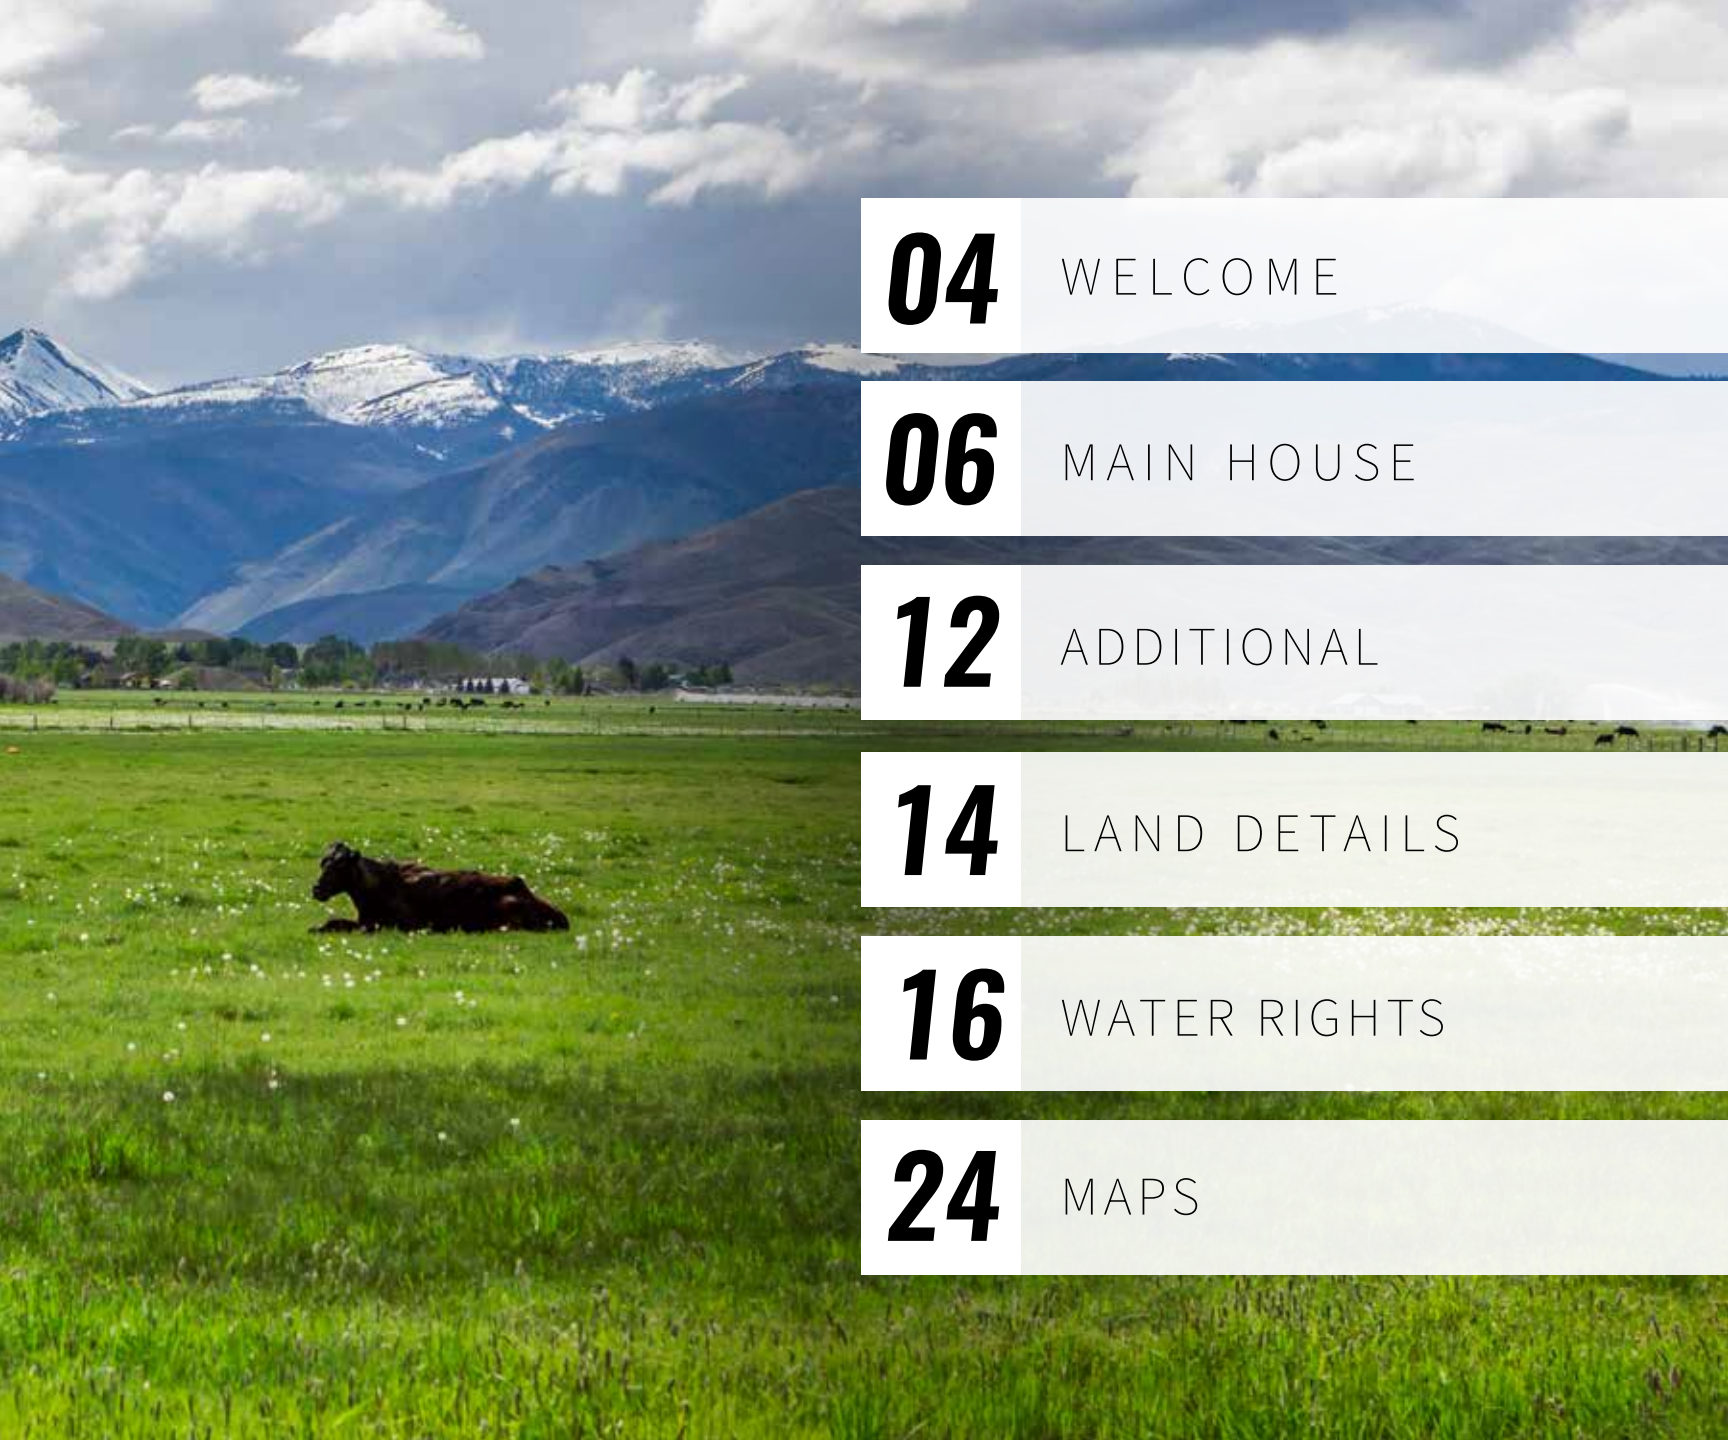 04 WELCOME
06 MAIN HOUSE
12 ADDITIONAL
14 LAND DETAILS
16 WATER RIGHTS
24 MAPS